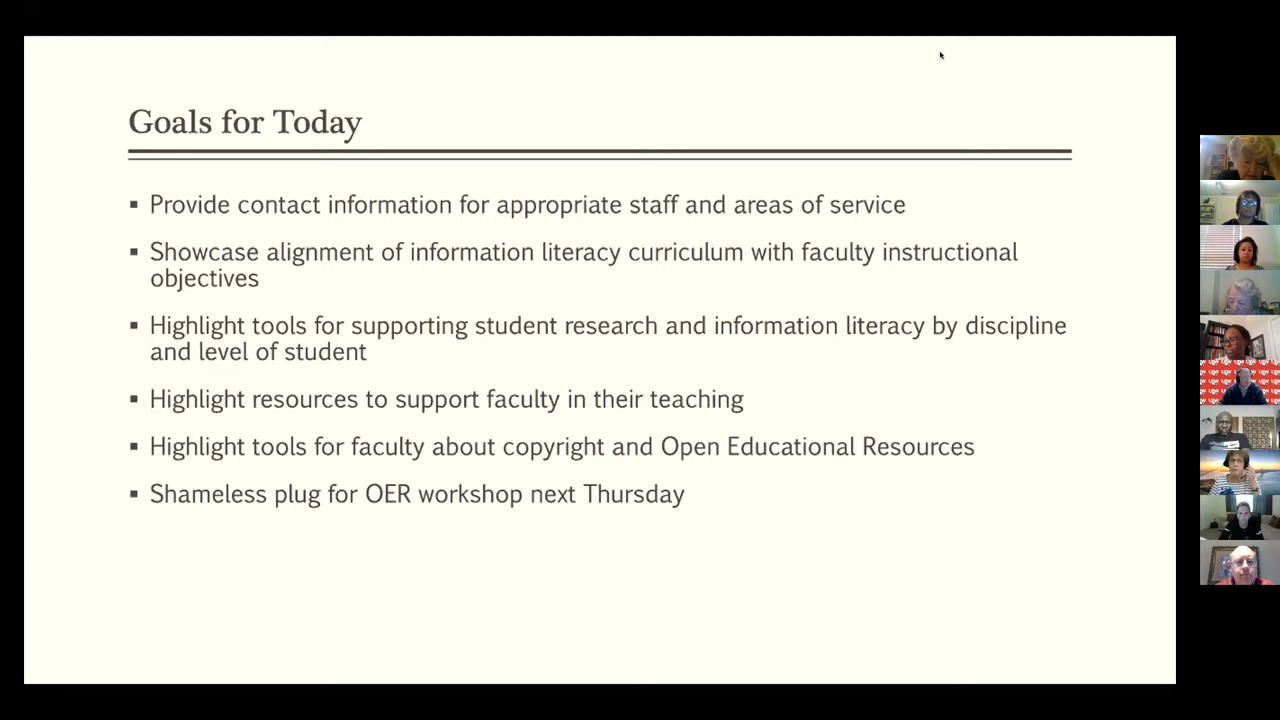 Goals for Today
▪ Provide contact information for appropriate staff and areas of service
▪ Showcase alignment of information literacy curriculum with faculty instructional
objectives
▪ Highlight tools for supporting student research and information literacy by discipline
and level of student
▪ Highlight resources to support faculty in their teaching
▪ Highlight tools for faculty about copyright and Open Educational Resources
▪ Shameless plug for OER workshop next Thursday